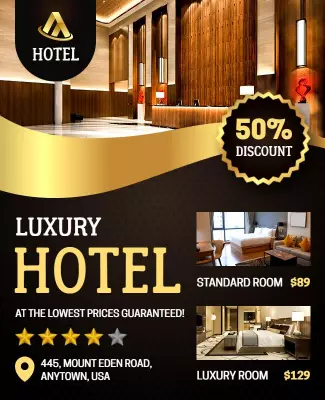 HOTEL
50%
DISCOUNT
LUXURY
HOTEL
AT THE LOWEST PRICES GUARANTEED!
445, MOUNT EDEN ROAD,
ANYTOWN, USA
STANDARD ROOM $89
LUXURY ROOM $129